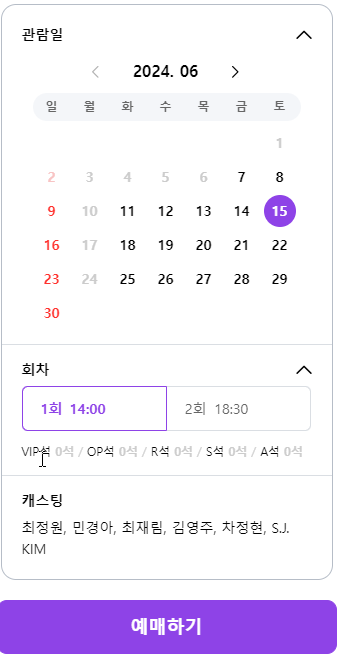 관람일
2024. 06
일 월 화 수 목 금 토
1
2 3 4 5 6 7 8
9 10 11 12 13 14 15
16 17 18 19 20 21 22
23 24 25 26 27 28 29
30
회차
1회 14:00 2회 18:30
VIP석 0석 / OP석 0석 / R석 0석 / S석 0석 / A석 0석
캐스팅
최정원, 민경아, 최재림, 김영주, 차정현, S.J.
KIM
예매하기